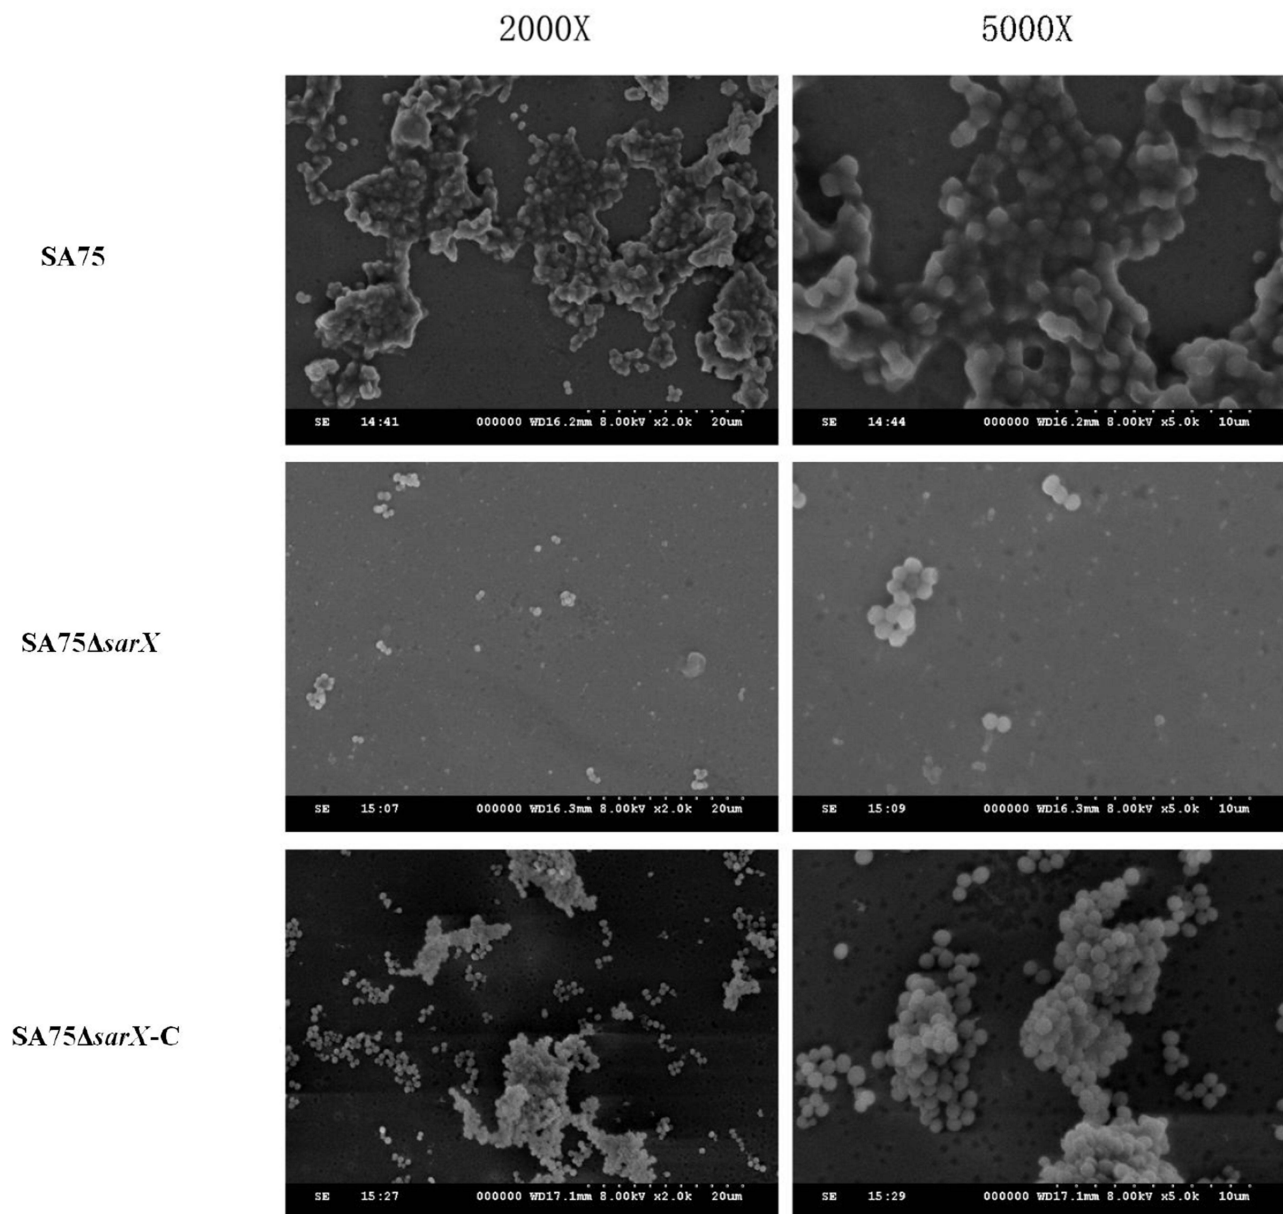 2000X 5000X
SA75
SE 14:41 000000 WD16.2mm 8.00kV x2.0k 20um
SE 14:44 000000 WD16.2mm 8.00kV x5.0k 10um
SA75ΔsarX
SE 15:07 000000 WD16.3mm 8.00kV x2.0k 20um
SE 15:09 000000 WD16.3mm 8.00kV x5.0k 10um
SA75ΔsarX-C
SE 15:27 000000 WD17.1mm 8.00kV x2.0k 20um
SE 15:29 000000 WD17.1mm 8.00kV x5.0k 10um